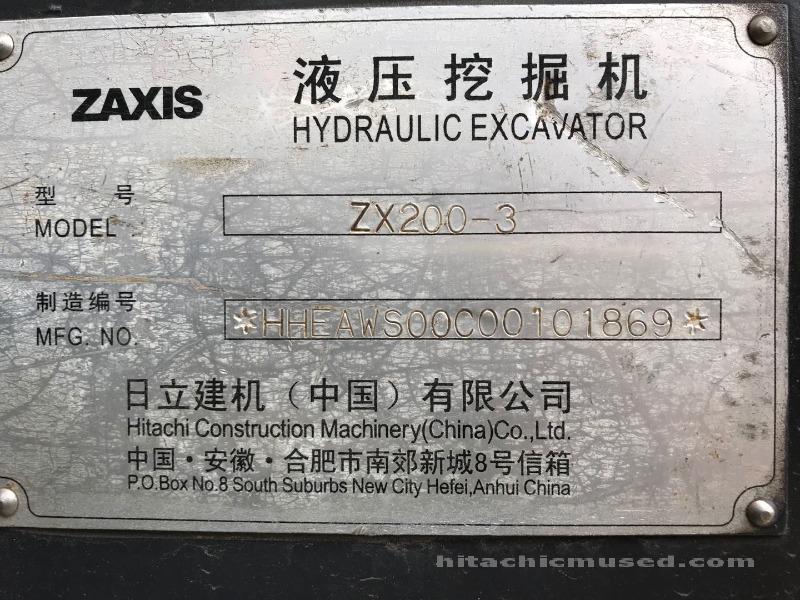 ZAXIS
液压挖掘机
HYDRAULIC EXCAVATOR
型 号
MODEL
ZX200-3
制造编号
MFG. NO.
*HHEAWS00C00101869*
日立建机（中国）有限公司
Hitachi Construction Machinery(China)Co.,Ltd.
中国·安徽·合肥市南郊新城8号信箱
P.O.Box No.8 South Suburbs New City Hefei,Anhui China
hitachicmused.com